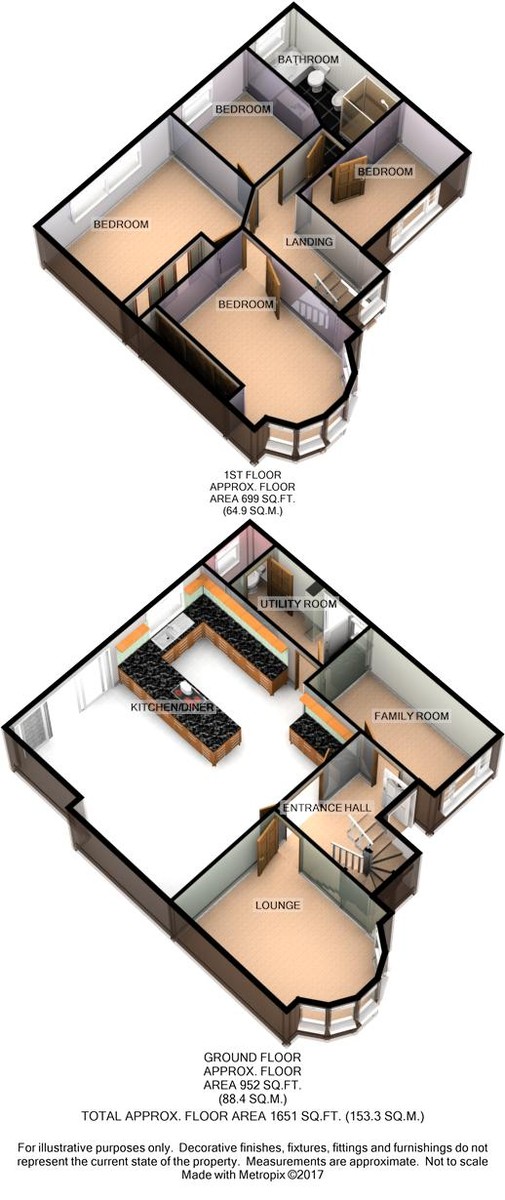 BATHROOM
BEDROOM
BEDROOM
BEDROOM
LANDING
BEDROOM
1ST FLOOR
APPROX. FLOOR
AREA 699 SQ.FT.
(64.9 SQ.M.)
UTILITY ROOM
KITCHEN/DINER
FAMILY ROOM
ENTRANCE HALL
LOUNGE
GROUND FLOOR
APPROX. FLOOR
AREA 952 SQ.FT.
(88.4 SQ.M.)
TOTAL APPROX. FLOOR AREA 1651 SQ.FT. (153.3 SQ.M.)
For illustrative purposes only. Decorative finishes, fixtures, fittings and furnishings do not
represent the current state of the property. Measurements are approximate. Not to scale
Made with Metropix ©2017